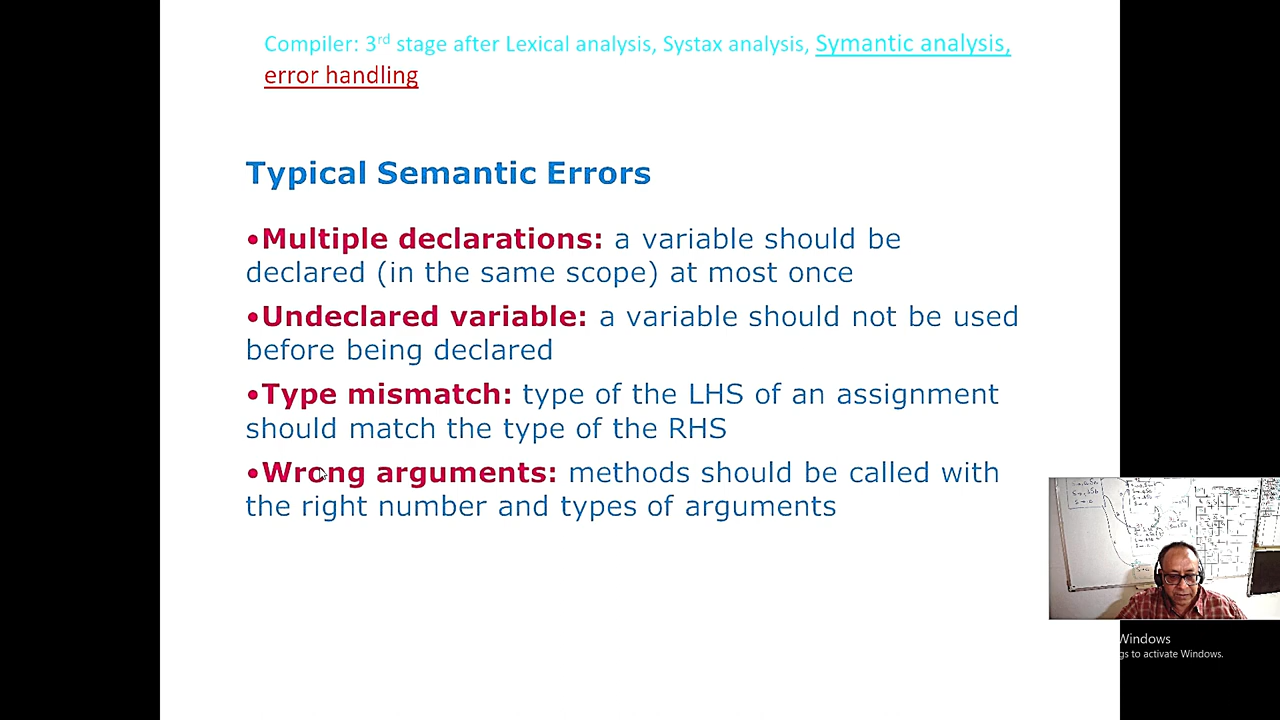 Compiler: 3rd stage after Lexical analysis, Systax analysis, Symantic analysis,
error handling
Typical Semantic Errors
•Multiple declarations: a variable should be
declared (in the same scope) at most once
•Undeclared variable: a variable should not be used
before being declared
•Type mismatch: type of the LHS of an assignment
should match the type of the RHS
•Wrong arguments: methods should be called with
the right number and types of arguments
Windows
gs to activate Windows.